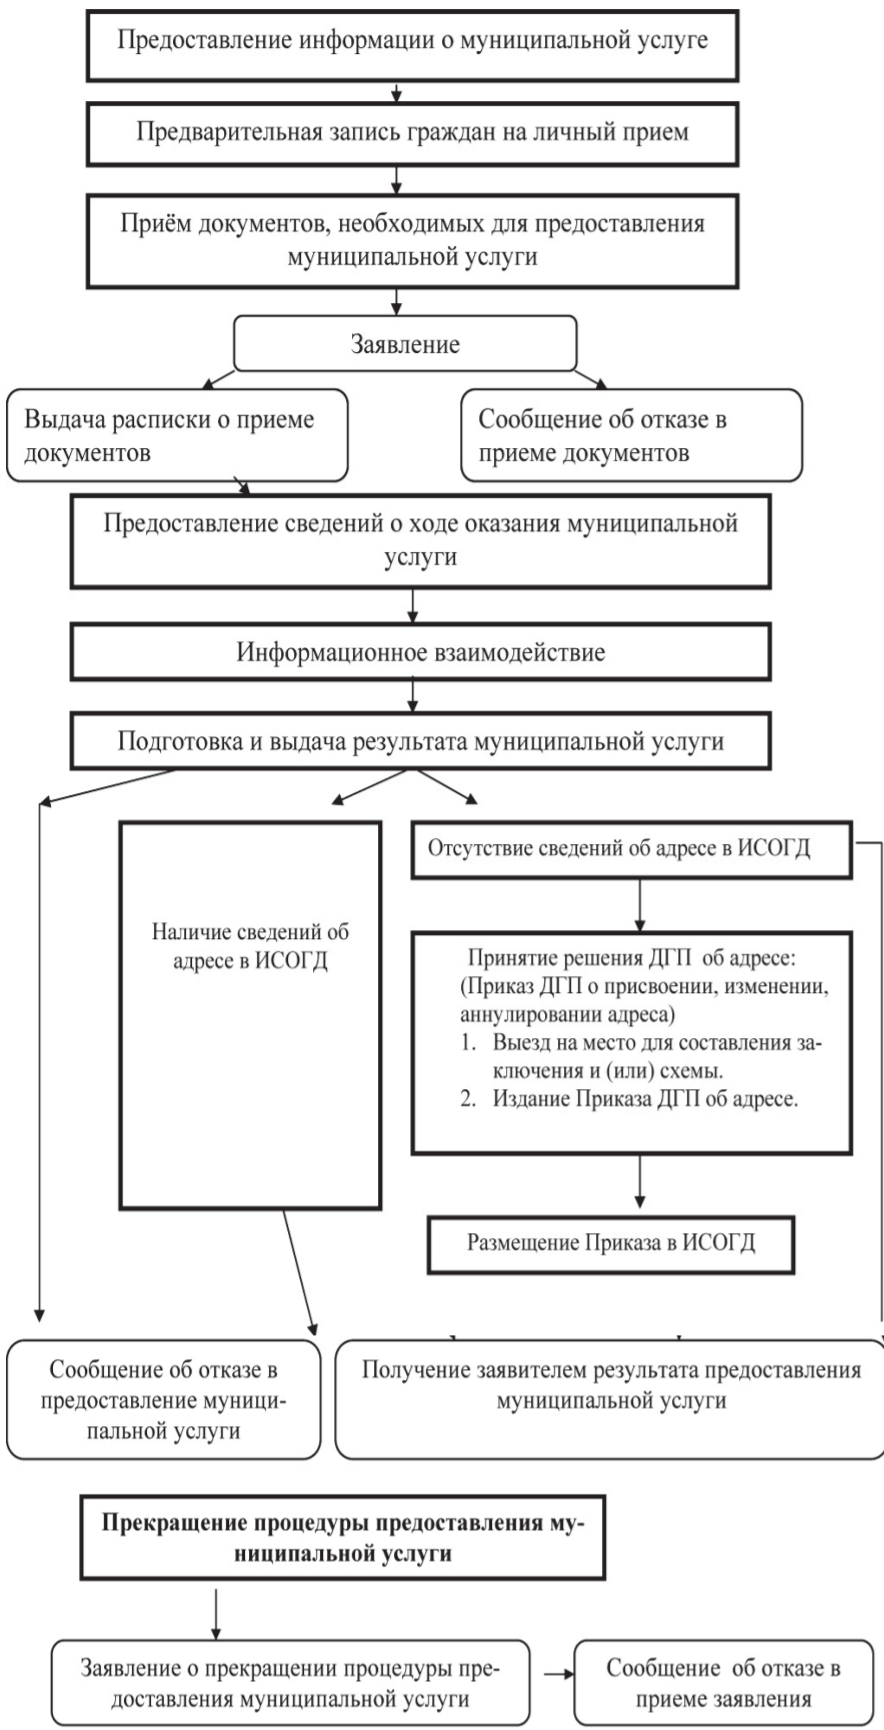 Предоставление информации о муниципальной услуге
Предварительная запись граждан на личный прием
Приём документов, необходимых для предоставления
муниципальной услуги
Заявление
Выдача расписки о приеме
документов
Сообщение об отказе в
приеме документов
Предоставление сведений о ходе оказания муниципальной
услуги
Информационное взаимодействие
Подготовка и выдача результата муниципальной услуги
Наличие сведений об
адресе в ИСОГД
Отсутствие сведений об адресе в ИСОГД
Принятие решения ДГП об адресе:
(Приказ ДГП о присвоении, изменении,
аннулировании адреса)
1. Выезд на место для составления за-
ключения и (или) схемы.
2. Издание Приказа ДГП об адресе.
Размещение Приказа в ИСОГД
Сообщение об отказе в
предоставление муници-
пальной услуги
Получение заявителем результата предоставления
муниципальной услуги
Прекращение процедуры предоставления му-
ниципальной услуги
Заявление о прекращении процедуры пре-
доставления муниципальной услуги
Сообщение об отказе в
приеме заявления